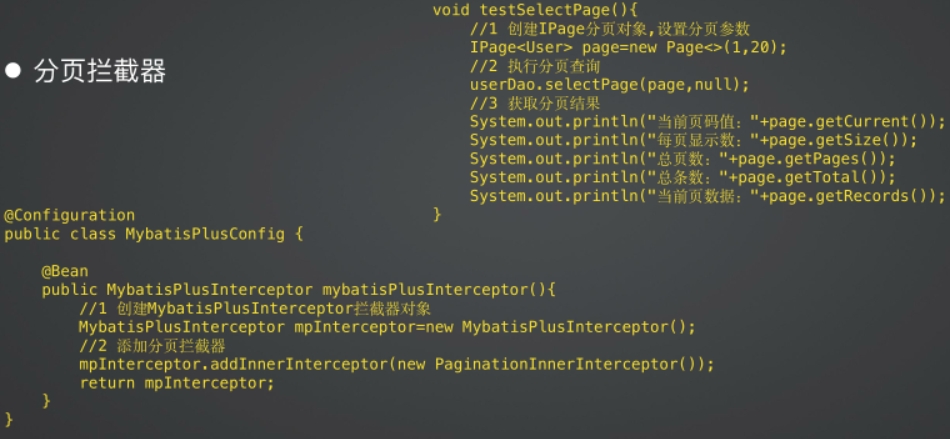 ● 分页拦截器
void testSelectPage(){
    //1 创建IPage分页对象,设置分页参数
    IPage<User> page=new Page<>(1,20);
    //2 执行分页查询
    userDao.selectPage(page,null);
    //3 获取分页结果
    System.out.println("当前页码值："+page.getCurrent());
    System.out.println("每页显示数："+page.getSize());
    System.out.println("总页数："+page.getPages());
    System.out.println("总条数："+page.getTotal());
    System.out.println("当前页数据："+page.getRecords());
}
@Configuration
public class MybatisPlusConfig {
    @Bean
    public MybatisPlusInterceptor mybatisPlusInterceptor(){
        //1 创建MybatisPlusInterceptor拦截器对象
        MybatisPlusInterceptor mpInterceptor=new MybatisPlusInterceptor();
        //2 添加分页拦截器
        mpInterceptor.addInnerInterceptor(new PaginationInnerInterceptor());
        return mpInterceptor;
    }
}